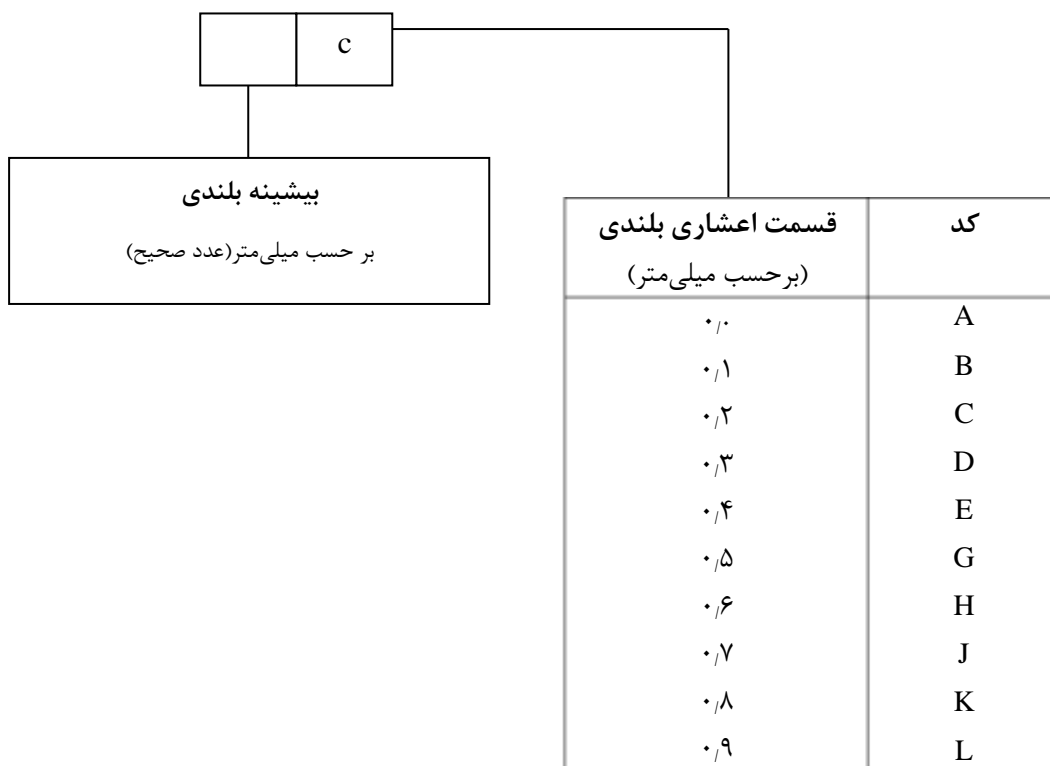 c
بیشینه بلندی
بر حسب میلی‌متر(عدد صحیح)
کد	قسمت اعشاری بلندی
(برحسب میلی‌متر)
A	۰/۰
B	۰/۱
C	۰/۲
D	۰/۳
E	۰/۴
G	۰/۵
H	۰/۶
J	۰/۷
K	۰/۸
L	۰/۹